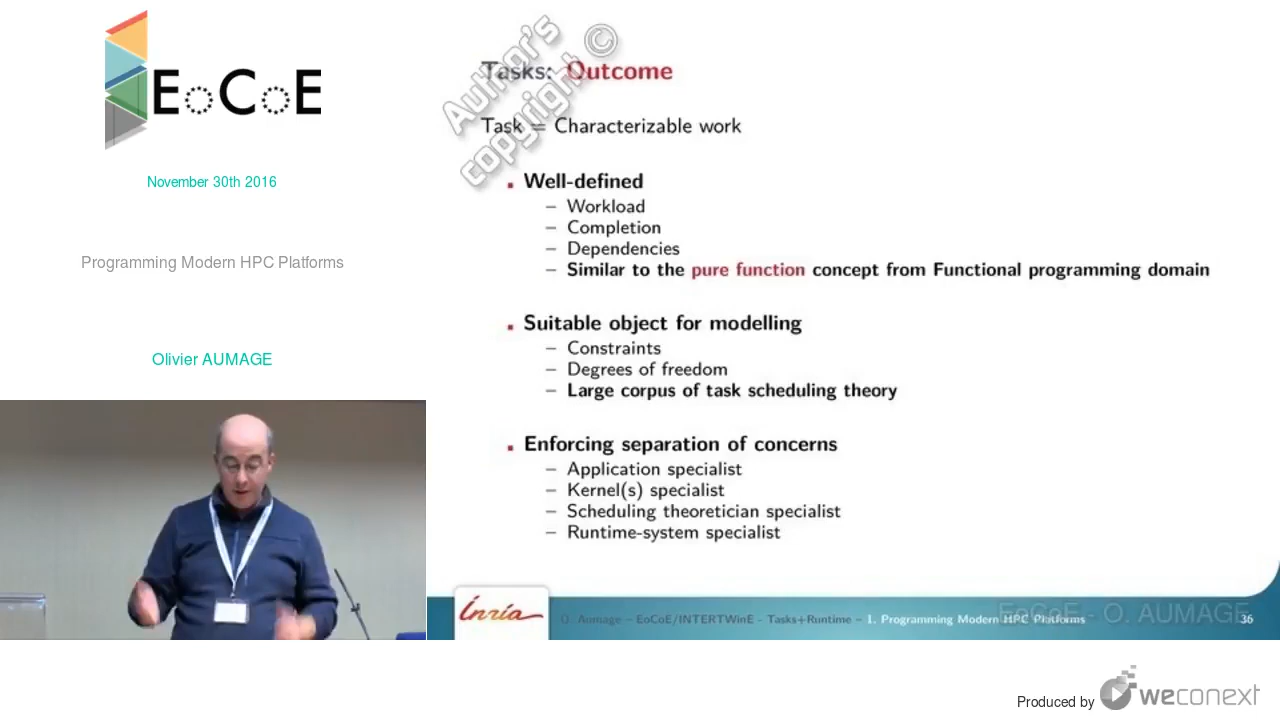 EoCoE
November 30th 2016
Programming Modern HPC Platforms
Olivier AUMAGE
Author's
copyright ©
Tasks: Outcome
Task = Characterizable work
Well-defined
– Workload
– Completion
– Dependencies
– Similar to the pure function concept from Functional programming domain
Suitable object for modelling
– Constraints
– Degrees of freedom
– Large corpus of task scheduling theory
Enforcing separation of concerns
– Application specialist
– Kernel(s) specialist
– Scheduling theoretician specialist
– Runtime-system specialist
Inria
O. Aumage – EoCoE/INTERTWinE - Tasks+Runtime – 1. Programming Modern HPC Platforms
EoCoE - O. AUMAGE
36
Produced by weconext